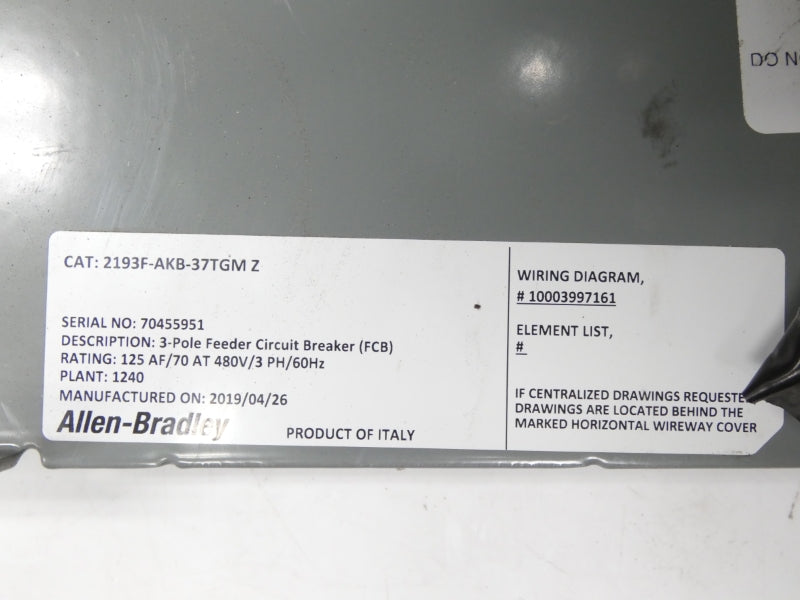 DO N
CAT: 2193F-AKB-37TGM Z
SERIAL NO: 70455951
DESCRIPTION: 3-Pole Feeder Circuit Breaker (FCB)
RATING: 125 AF/70 AT 480V/3 PH/60Hz
PLANT: 1240
MANUFACTURED ON: 2019/04/26
Allen-Bradley
PRODUCT OF ITALY
WIRING DIAGRAM,
# 10003997161
ELEMENT LIST,
#
IF CENTRALIZED DRAWINGS REQUESTE
DRAWINGS ARE LOCATED BEHIND THE
MARKED HORIZONTAL WIREWAY COVER